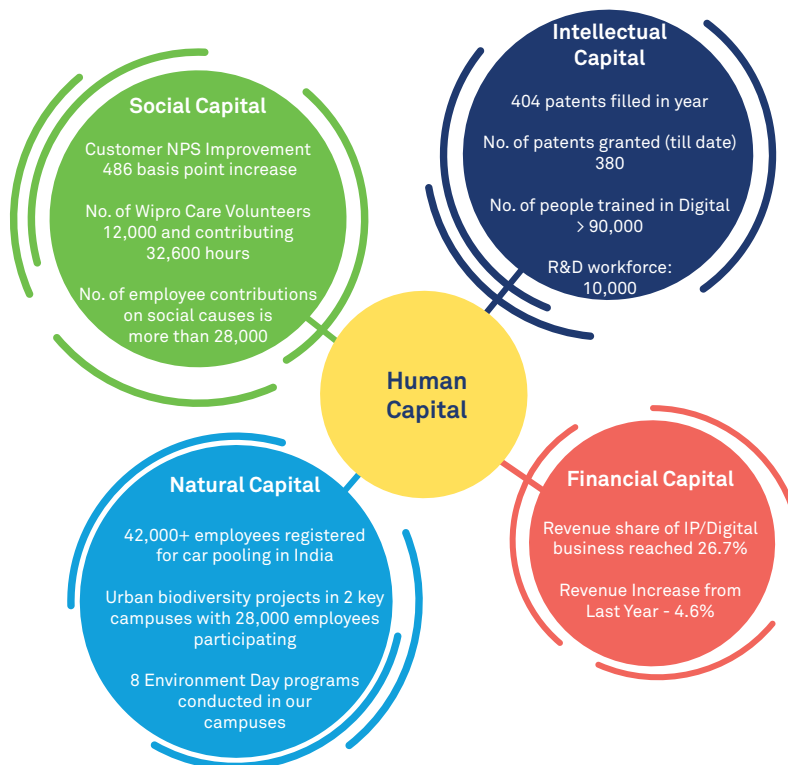 Social Capital
Customer NPS Improvement
486 basis point increase
No. of Wipro Care Volunteers
12,000 and contributing
32,600 hours
No. of employee contributions
on social causes is
more than 28,000
Intellectual
Capital
404 patents filled in year
No. of patents granted (till date)
380
No. of people trained in Digital
> 90,000
R&D workforce:
10,000
Human
Capital
Natural Capital
42,000+ employees registered
for car pooling in India
Urban biodiversity projects in 2 key
campuses with 28,000 employees
participating
8 Environment Day programs
conducted in our
campuses
Financial Capital
Revenue share of IP/Digital
business reached 26.7%
Revenue Increase from
Last Year - 4.6%